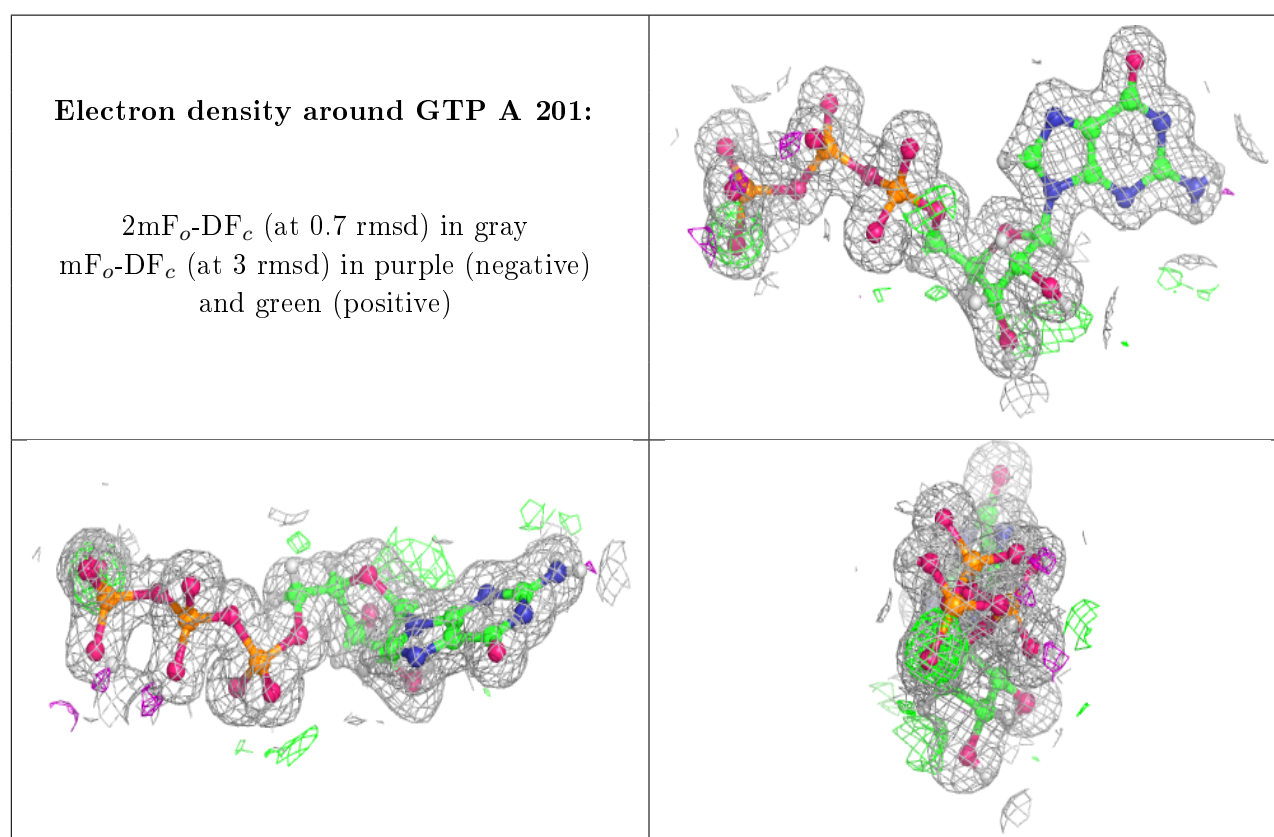 Electron density around GTP A 201:
2mFo-DFc (at 0.7 rmsd) in gray
mFo-DFc (at 3 rmsd) in purple (negative)
and green (positive)